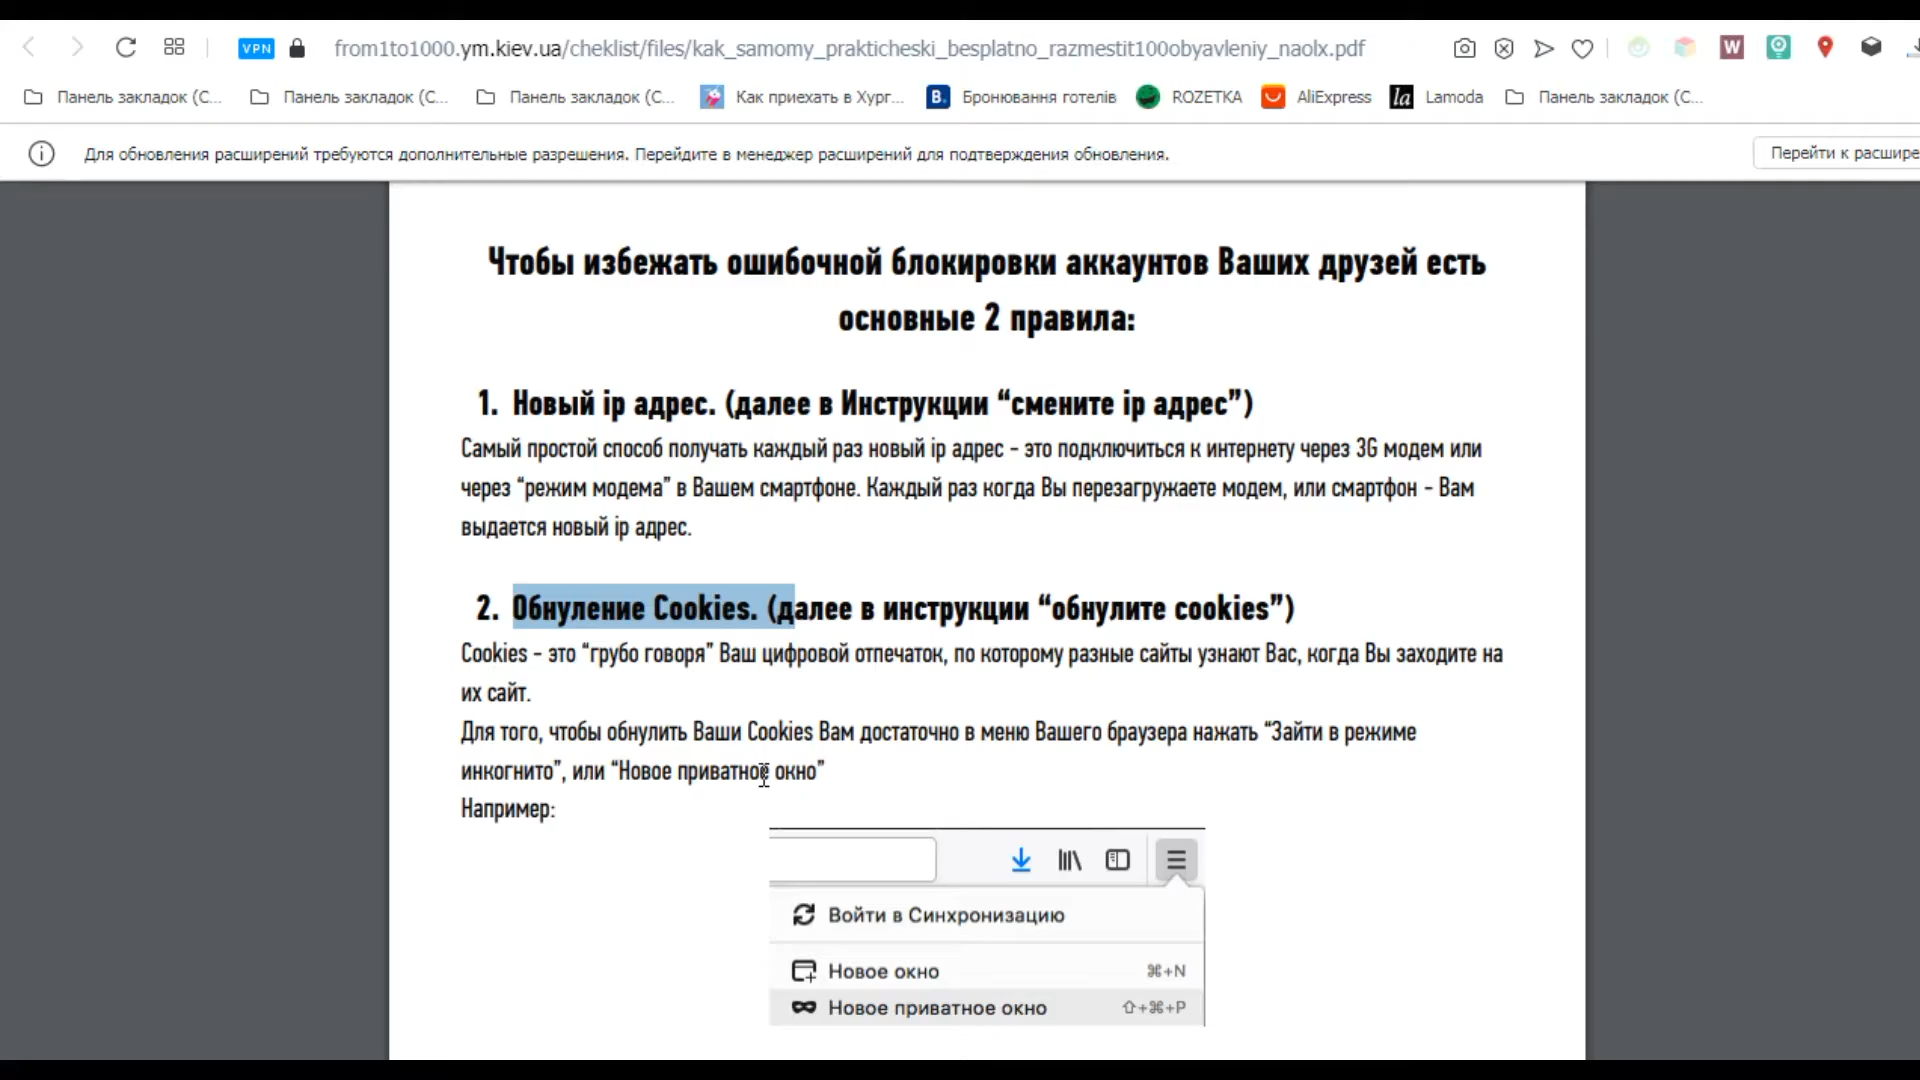 VPN
from1to1000.ym.kiev.ua/cheklist/files/kak_samomy_prakticheski_besplatno_razmestit100obyavleniy_naolx.pdf
W
Панель закладок (С...
Панель закладок (С...
Панель закладок (С...
Как приехать в Хург...
B. Бронювання готелів
ROZETKA
AliExpress
la Lamoda
Панель закладок (С...
Для обновления расширений требуются дополнительные разрешения. Перейдите в менеджер расширений для подтверждения обновления.
Перейти к расшире
Чтобы избежать ошибочной блокировки аккаунтов Ваших друзей есть
основные 2 правила:
1. Новый ip адрес. (далее в Инструкции “смените ip адрес”)
Самый простой способ получать каждый раз новый ip адрес - это подключиться к интернету через 3G модем или
через “режим модема” в Вашем смартфоне. Каждый раз когда Вы перезагружаете модем, или смартфон - Вам
выдается новый ip адрес.
2. Обнуление Cookies. (далее в инструкции “обнулите cookies”)
Cookies - это “грубо говоря” Ваш цифровой отпечаток, по которому разные сайты узнают Вас, когда Вы заходите на
их сайт.
Для того, чтобы обнулить Ваши Cookies Вам достаточно в меню Вашего браузера нажать “Зайти в режиме
инкогнито”, или “Новое приватное окно”
Например:
Войти в Синхронизацию
Новое окно ⌘+N
Новое приватное окно ⇧+⌘+P